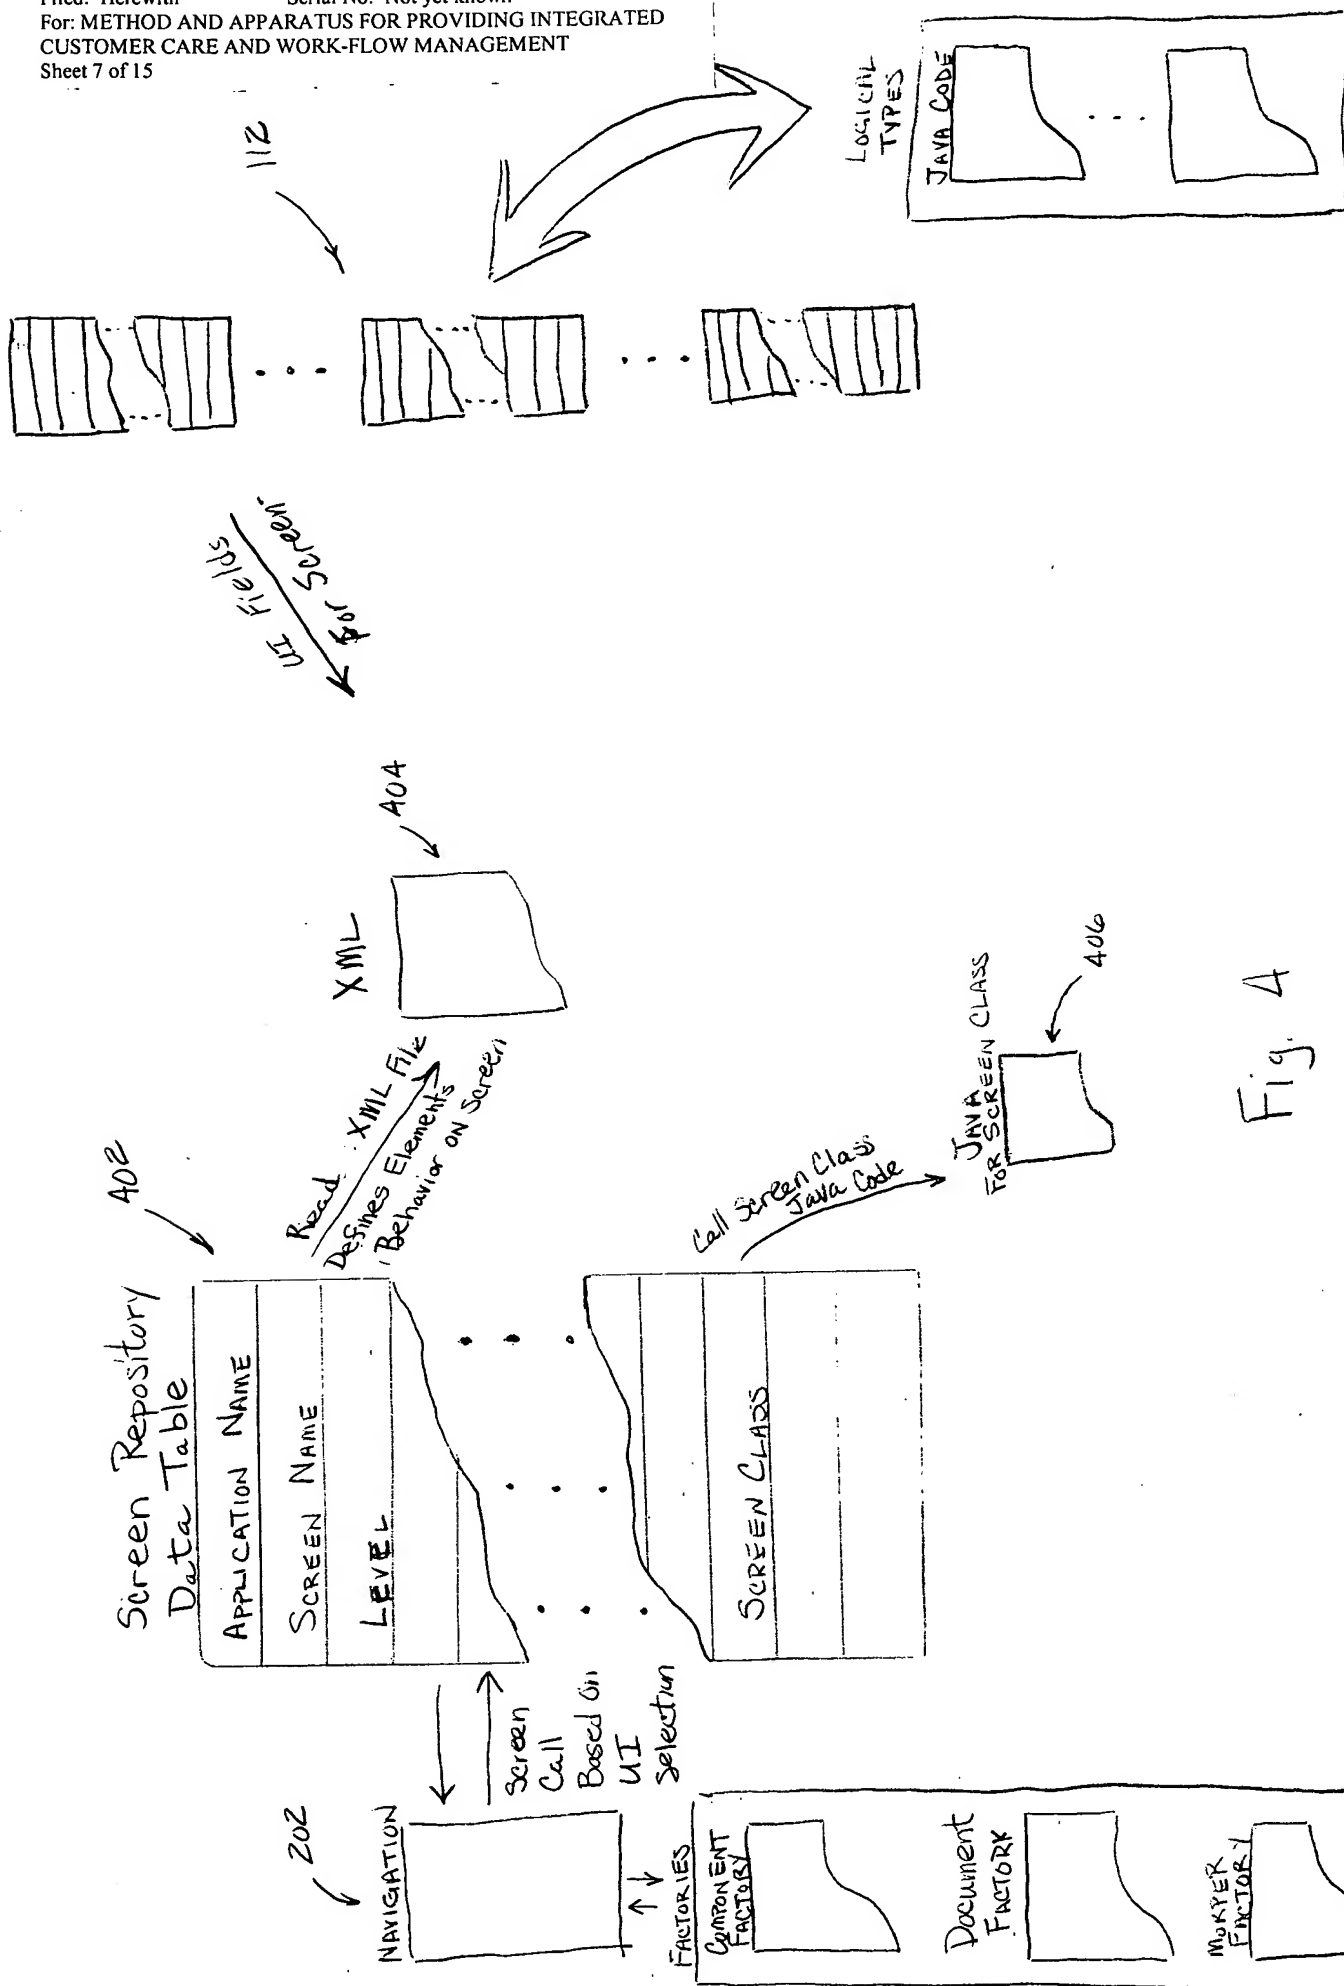 For: METHOD AND APPARATUS FOR PROVIDING INTEGRATED
CUSTOMER CARE AND WORK-FLOW MANAGEMENT
Sheet 7 of 15
112
LOGICAL
TYPES
JAVA CODE
UI Fields
for Screen
404
XML
402
Screen Repository
Data Table
APPLICATION NAME
SCREEN NAME
LEVEL
SCREEN CLASS
Read XML File
Defines Elements
Behavior on Screen
Call Screen Class
Java Code
JAVA
FOR SCREEN CLASS
406
202
NAVIGATION
Screen
Call
Based on
UI
Selection
FACTORIES
COMPONENT
FACTORY
Document
FACTORY
FACTORY
Fig. 4